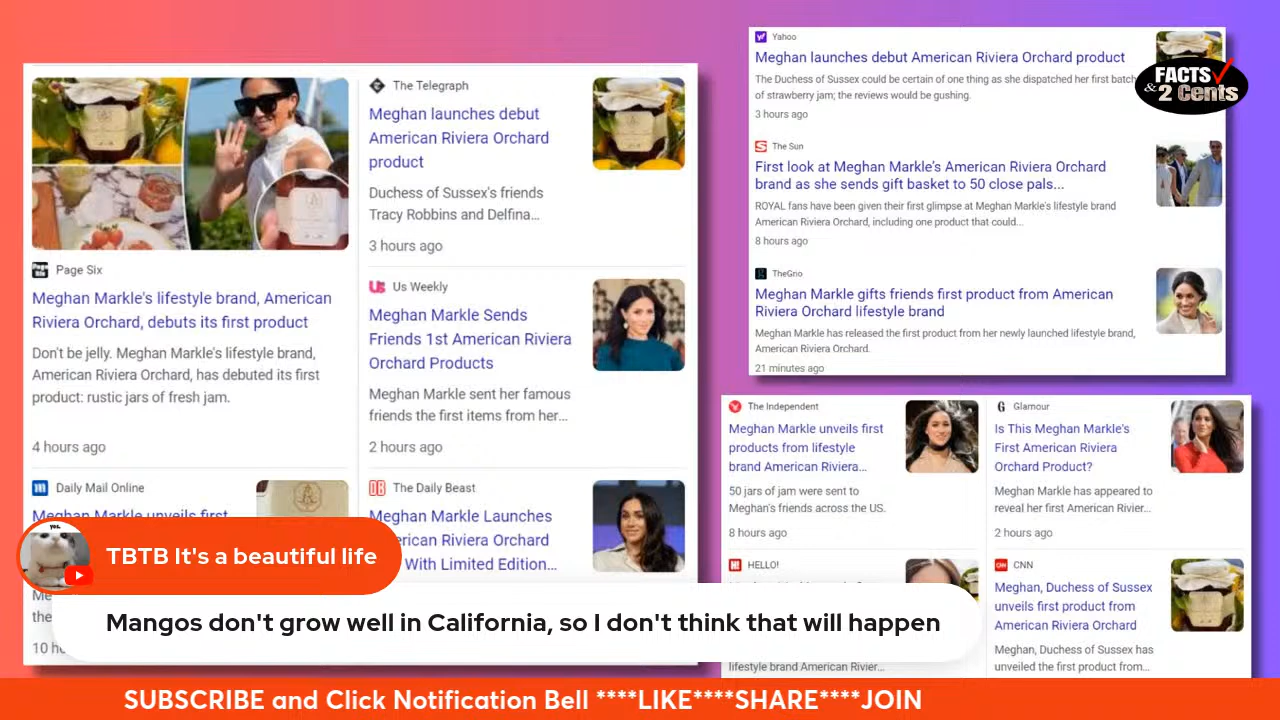 Page Six
Meghan Markle's lifestyle brand, American
Riviera Orchard, debuts its first product
Don't be jelly. Meghan Markle's lifestyle brand,
American Riviera Orchard, has debuted its first
product: rustic jars of fresh jam.
4 hours ago
The Telegraph
Meghan launches debut
American Riviera Orchard
product
Duchess of Sussex's friends
Tracy Robbins and Delfina...
3 hours ago
Us Weekly
Meghan Markle Sends
Friends 1st American Riviera
Orchard Products
Meghan Markle sent her famous
friends the first items from her...
2 hours ago
Daily Mail Online
Meghan Markle unveils first
The Daily Beast
Meghan Markle Launches
American Riviera Orchard
With Limited Edition...
Yahoo
Meghan launches debut American Riviera Orchard product
The Duchess of Sussex could be certain of one thing as she dispatched her first batch
of strawberry jam; the reviews would be gushing.
3 hours ago
FACTS
& 2 Cents
The Sun
First look at Meghan Markle's American Riviera Orchard
brand as she sends gift basket to 50 close pals...
ROYAL fans have been given their first glimpse at Meghan Markle's lifestyle brand
American Riviera Orchard, including one product that could...
8 hours ago
TheGrio
Meghan Markle gifts friends first product from American
Riviera Orchard lifestyle brand
Meghan Markle has released the first product from her newly launched lifestyle brand,
American Riviera Orchard.
21 minutes ago
The Independent
Meghan Markle unveils first
products from lifestyle
brand American Riviera...
50 jars of jam were sent to
Meghan's friends across the US.
8 hours ago
Glamour
Is This Meghan Markle's
First American Riviera
Orchard Product?
Meghan Markle has appeared to
reveal her first American Rivier...
2 hours ago
HELLO!
lifestyle brand American Rivier...
CNN
Meghan, Duchess of Sussex
unveils first product from
American Riviera Orchard
Meghan, Duchess of Sussex has
unveiled the first product from...
TBTB It's a beautiful life
Mangos don't grow well in California, so I don't think that will happen
SUBSCRIBE and Click Notification Bell ****LIKE****SHARE****JOIN